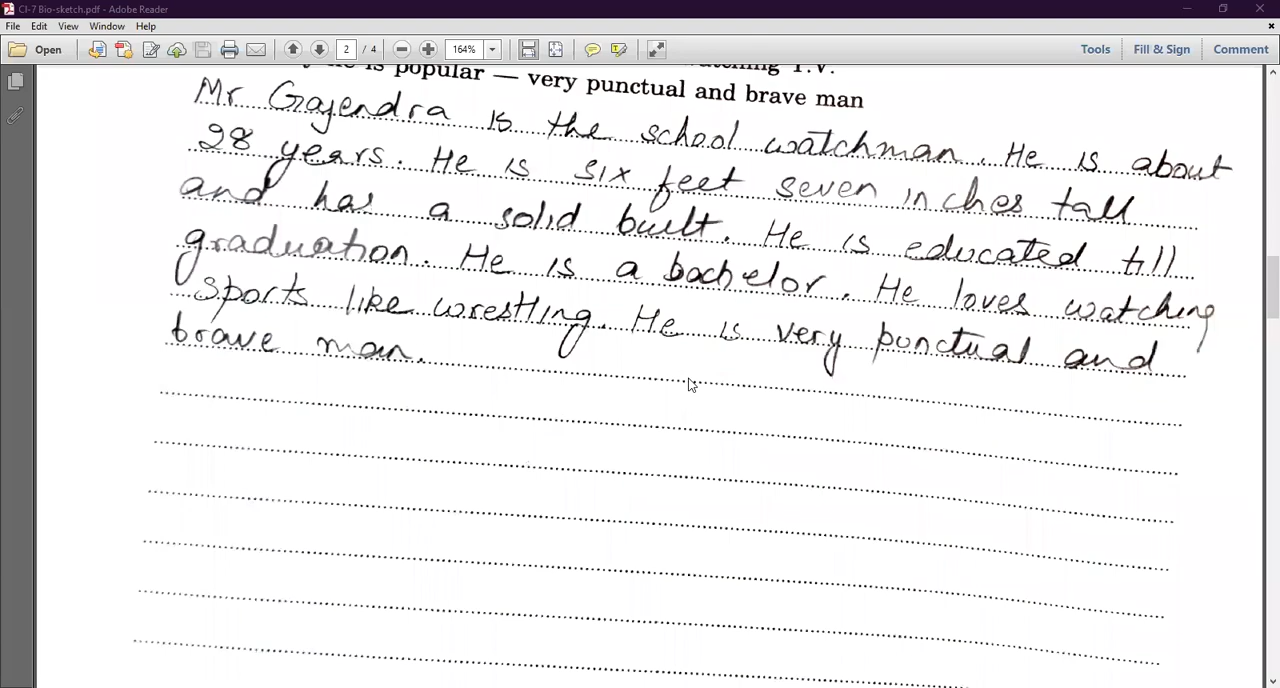 Cl-7 Bio-sketch.pdf - Adobe Reader
File Edit View Window Help
Open 2 / 4 164% Tools Fill & Sign Comment
is popular — very punctual and brave man
Mr Gajendra is the school watchman. He is about
28 years. He is six feet seven inches tall
and has a solid built. He is educated till
graduation. He is a bachelor. He loves watching
sports like wrestling. He is very punctual and
brave man.